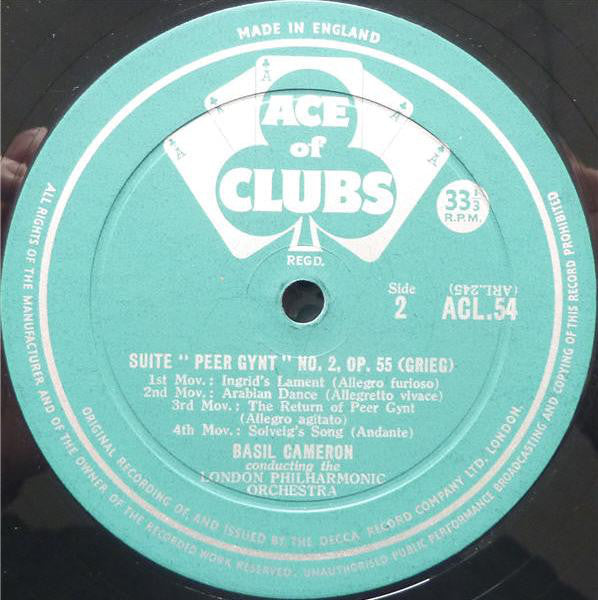 MADE IN ENGLAND
A
A
A
A
A
ACE
of
CLUBS
REGD.
33 1/3
R.P.M.
Side
2
(ARL.245)
ACL.54
SUITE " PEER GYNT " NO. 2, OP. 55 (GRIEG)
1st Mov.: Ingrid's Lament (Allegro furioso)
2nd Mov.: Arabian Dance (Allegretto vivace)
3rd Mov.: The Return of Peer Gynt
(Allegro agitato)
4th Mov.: Solveig's Song (Andante)
BASIL CAMERON
conducting the
LONDON PHILHARMONIC
ORCHESTRA
ORIGINAL RECORDING OF, AND ISSUED BY THE DECCA RECORD COMPANY LTD. LONDON.
ALL RIGHTS OF THE MANUFACTURER AND OF THE OWNER OF THE RECORDED WORK RESERVED. UNAUTHORISED PUBLIC PERFORMANCE BROADCASTING AND COPYING OF THIS RECORD PROHIBITED